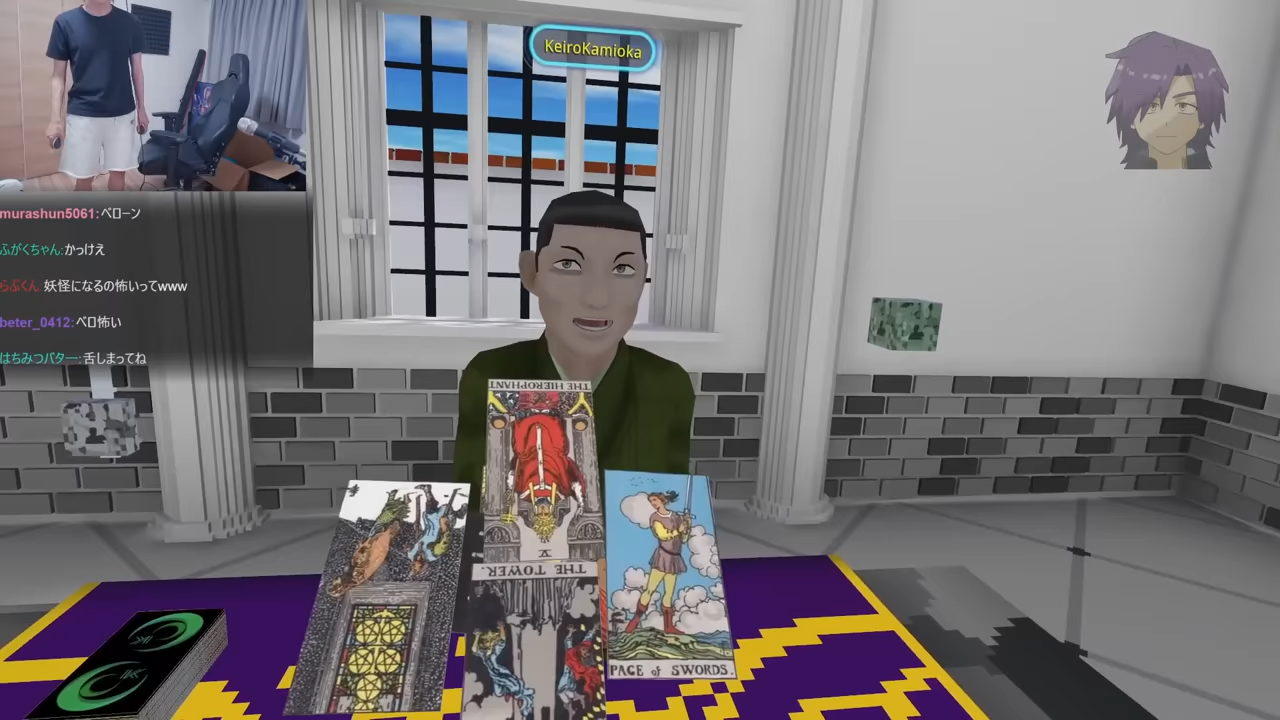 KeiroKamioka
murashun5061:ベローン
ふがくちゃん:かっけえ
らぷくん:妖怪になるの怖いってwww
beter_0412:ベロ怖い
はちみつバター:舌しまってね
THE HIEROPHANT
V
THE TOWER.
PAGE of SWORDS.